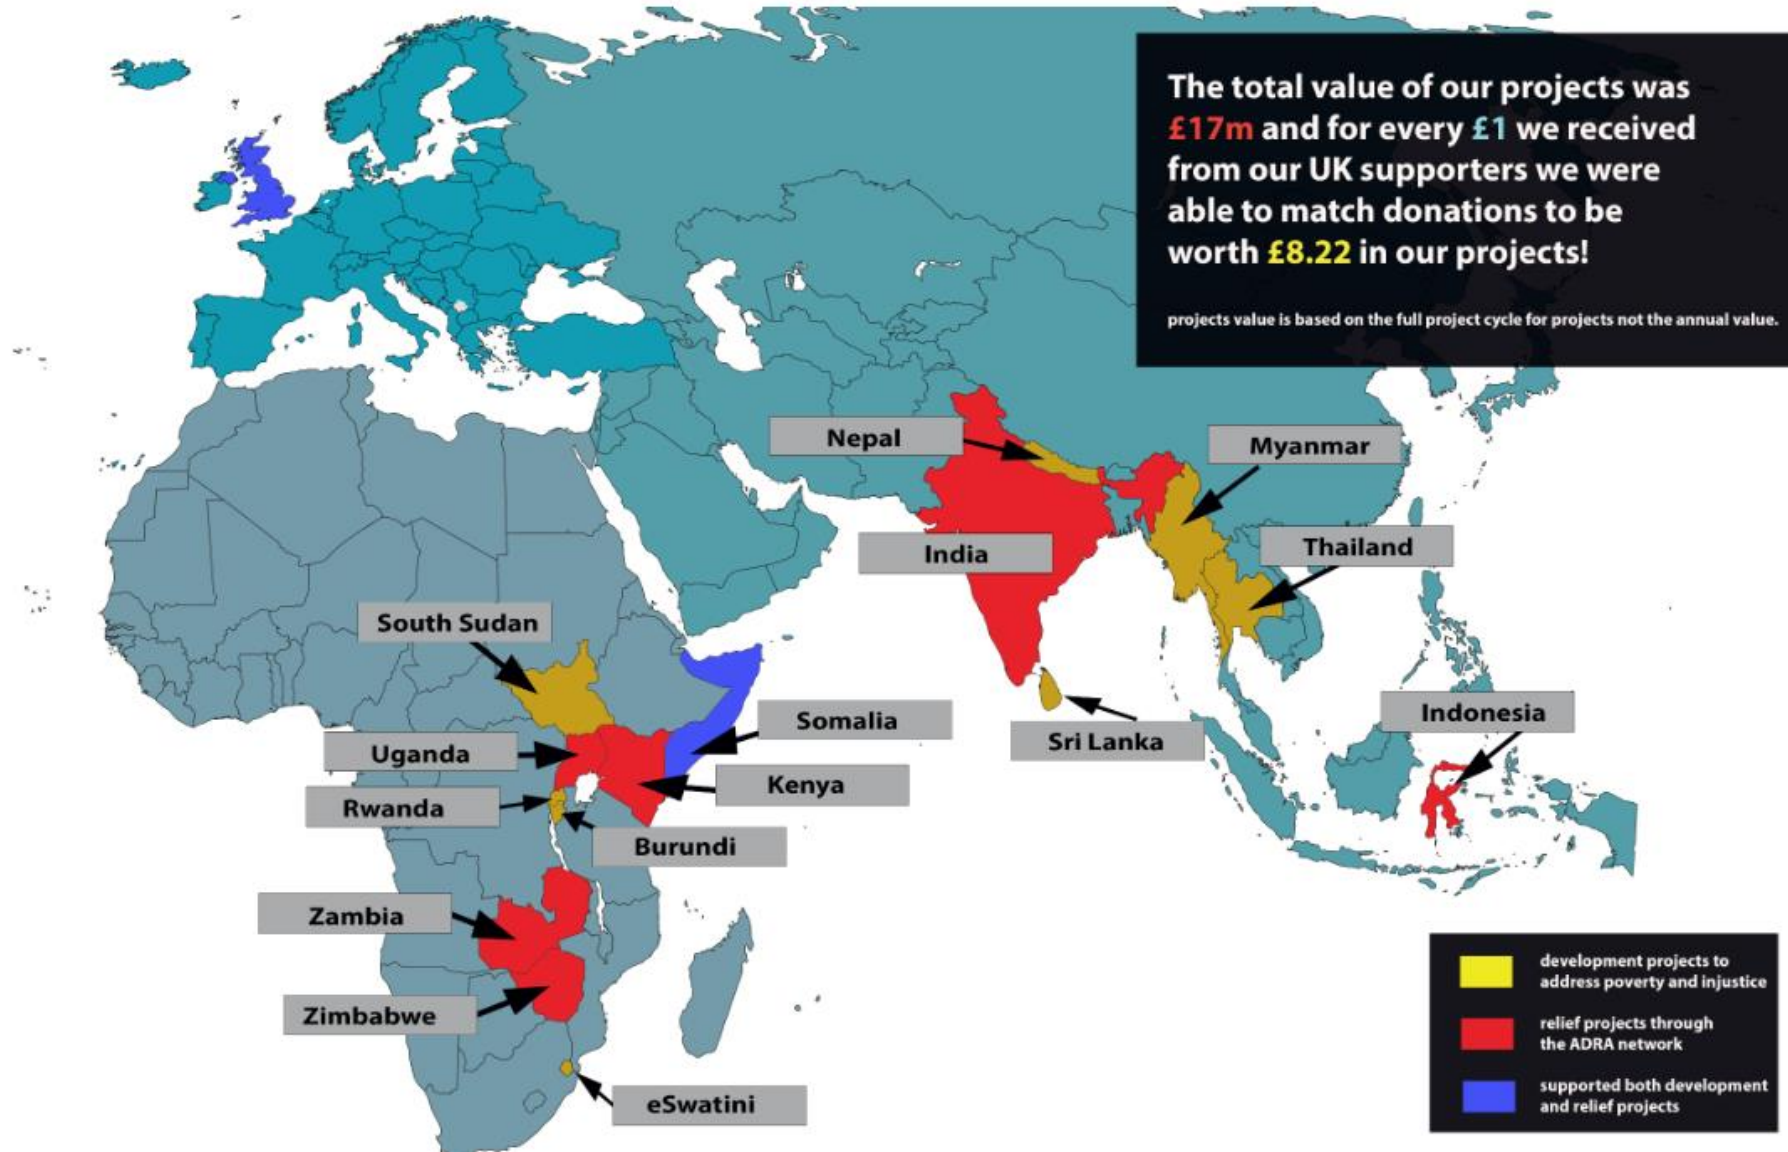 The total value of our projects was
£17m and for every £1 we received
from our UK supporters we were
able to match donations to be
worth £8.22 in our projects!
projects value is based on the full project cycle for projects not the annual value.
Nepal
Myanmar
India
Thailand
South Sudan
Somalia
Indonesia
Uganda
Sri Lanka
Kenya
Rwanda
Burundi
Zambia
Zimbabwe
eSwatini
development projects to
address poverty and injustice
relief projects through
the ADRA network
supported both development
and relief projects